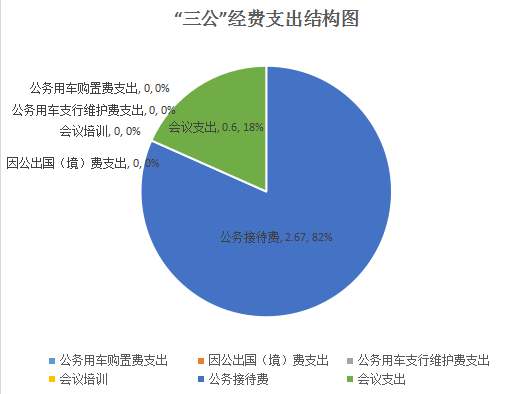 “三公”经费支出结构图
公务用车购置费支出, 0, 0%
公务用车支行维护费支出, 0, 0%
会议支出, 0.6, 18%
会议培训, 0, 0%
因公出国（境）费支出, 0, 0%
公务接待费, 2.67, 82%
公务用车购置费支出 因公出国（境）费支出 公务用车支行维护费支出
会议培训 公务接待费 会议支出